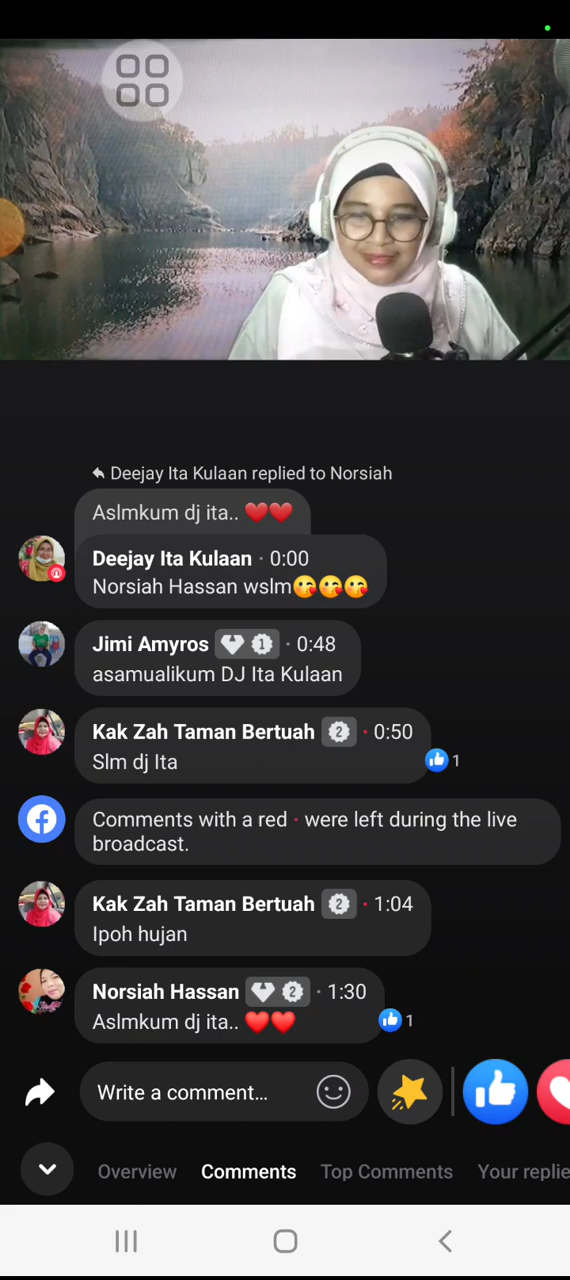 Deejay Ita Kulaan replied to Norsiah
Aslmkum dj ita.. ❤️❤️
Deejay Ita Kulaan · 0:00
Norsiah Hassan wslm😘😘😘
Jimi Amyros 1 · 0:48
asamualikum DJ Ita Kulaan
Kak Zah Taman Bertuah 2 · 0:50
Slm dj Ita
1
Comments with a red · were left during the live
broadcast.
Kak Zah Taman Bertuah 2 · 1:04
Ipoh hujan
Norsiah Hassan 2 · 1:30
Aslmkum dj ita.. ❤️❤️
1
Write a comment...
Overview Comments Top Comments Your replie